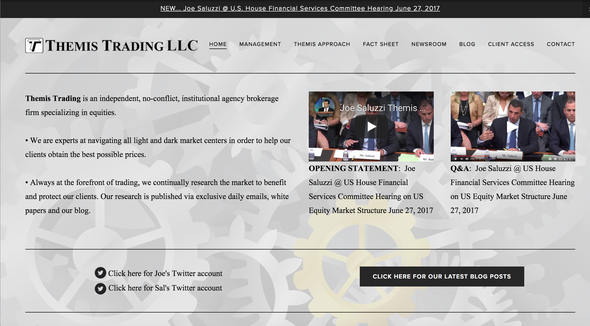 NEW... Joe Saluzzi @ U.S. House Financial Services Committee Hearing June 27, 2017
T THEMIS TRADING LLC
HOME MANAGEMENT THEMIS APPROACH FACT SHEET NEWSROOM BLOG CLIENT ACCESS CONTACT
Themis Trading is an independent, no-conflict, institutional agency brokerage
firm specializing in equities.
• We are experts at navigating all light and dark market centers in order to help our
clients obtain the best possible prices.
• Always at the forefront of trading, we continually research the market to benefit
and protect our clients. Our research is published via exclusive daily emails, white
papers and our blog.
Joe Saluzzi Themis ...
OPENING STATEMENT: Joe
Saluzzi @ US House Financial
Services Committee Hearing on US
Equity Market Structure June 27, 2017
Q&A: Joe Saluzzi @ US House
Financial Services Committee Hearing
on US Equity Market Structure June
27, 2017
Click here for Joe's Twitter account
Click here for Sal's Twitter account
CLICK HERE FOR OUR LATEST BLOG POSTS